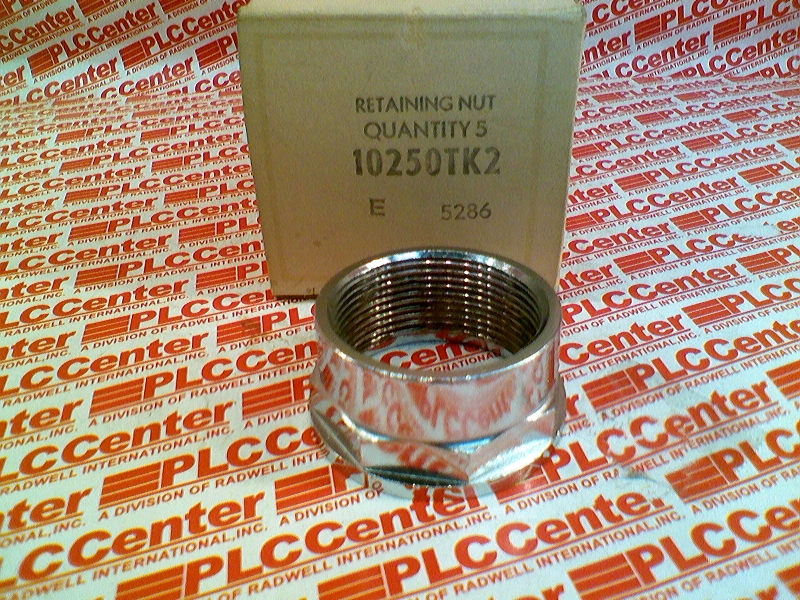 RETAINING NUT
QUANTITY 5
10250TK2
E 5286
PLCCenter
A DIVISION OF RADWELL INTERNATIONAL, INC.